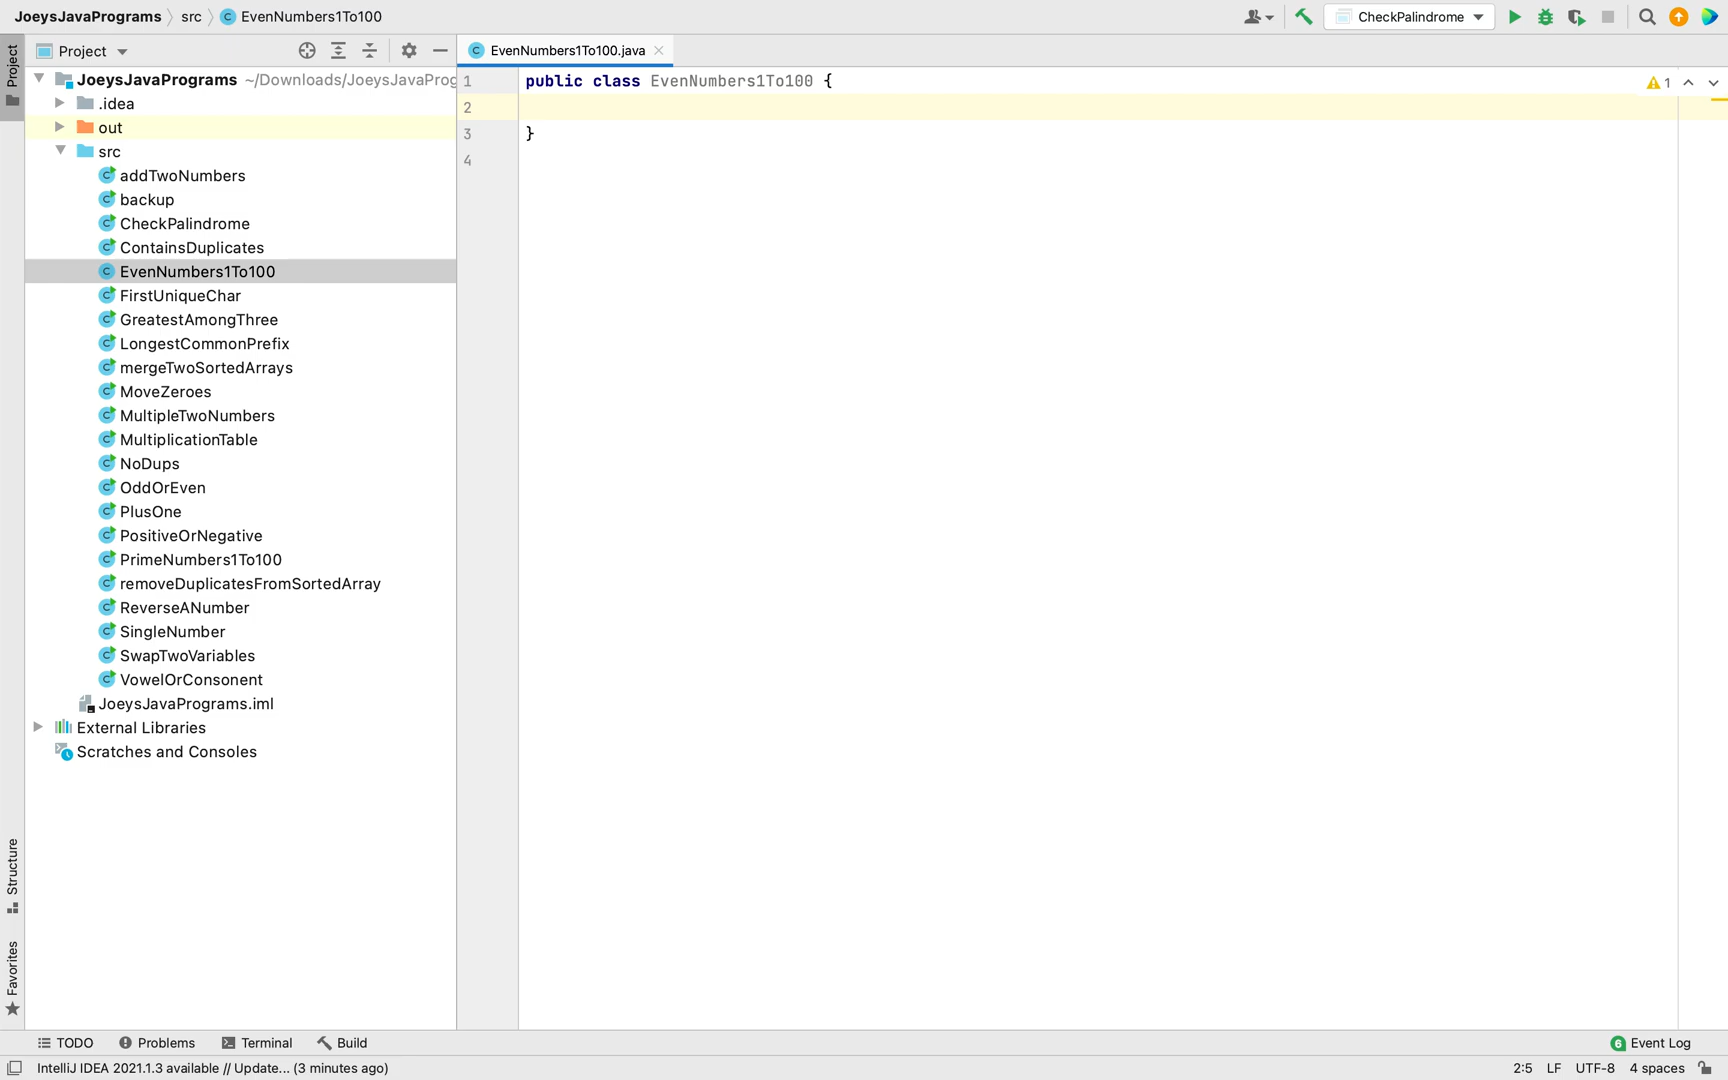 JoeysJavaPrograms src EvenNumbers1To100 CheckPalindrome
Project
Project
EvenNumbers1To100.java
JoeysJavaPrograms ~/Downloads/JoeysJavaProg
.idea
out
src
addTwoNumbers
backup
CheckPalindrome
ContainsDuplicates
EvenNumbers1To100
FirstUniqueChar
GreatestAmongThree
LongestCommonPrefix
mergeTwoSortedArrays
MoveZeroes
MultipleTwoNumbers
MultiplicationTable
NoDups
OddOrEven
PlusOne
PositiveOrNegative
PrimeNumbers1To100
removeDuplicatesFromSortedArray
ReverseANumber
SingleNumber
SwapTwoVariables
VowelOrConsonent
JoeysJavaPrograms.iml
External Libraries
Scratches and Consoles
1 public class EvenNumbers1To100 {
1
2
3 }
4
Structure
Favorites
TODO Problems Terminal Build
6 Event Log
IntelliJ IDEA 2021.1.3 available // Update... (3 minutes ago)
2:5 LF UTF-8 4 spaces